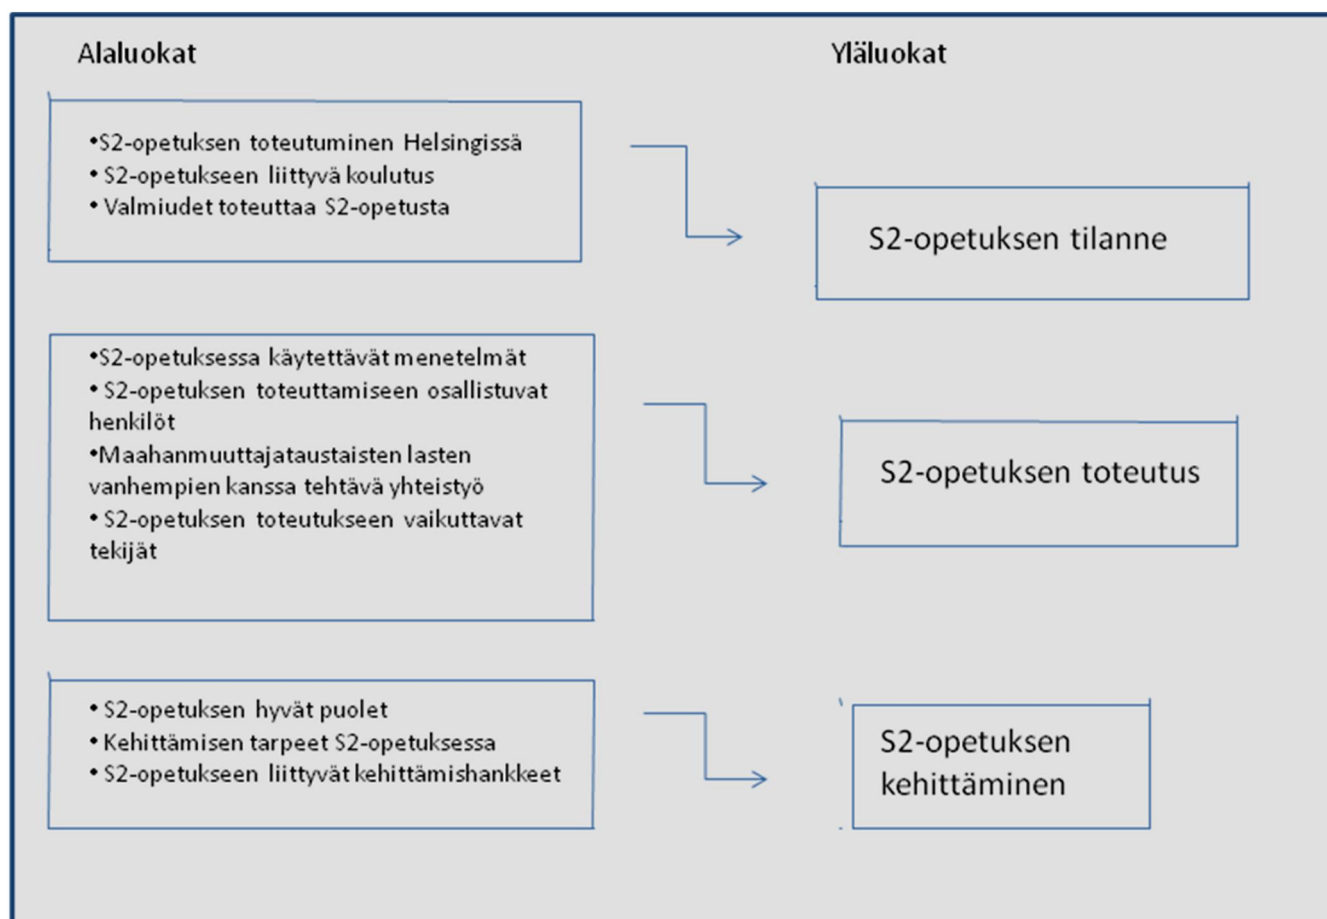 Alaluokat
Yläluokat
•S2-opetuksen toteutuminen Helsingissä
• S2-opetukseen liittyvä koulutus
• Valmiudet toteuttaa S2-opetusta
S2-opetuksen tilanne
•S2-opetuksessa käytettävät menetelmät
• S2-opetuksen toteuttamiseen osallistuvat
henkilöt
•Maahanmuuttajataustaisten lasten
vanhempien kanssa tehtävä yhteistyö
• S2-opetuksen toteutukseen vaikuttavat
tekijät
S2-opetuksen toteutus
• S2-opetuksen hyvät puolet
• Kehittämisen tarpeet S2-opetuksessa
• S2-opetukseen liittyvät kehittämishankkeet
S2-opetuksen
kehittäminen